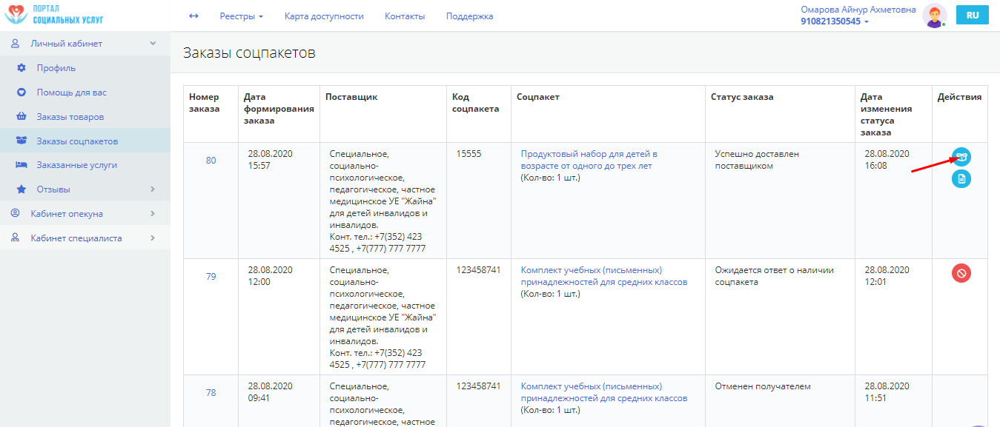 ПОРТАЛ
СОЦИАЛЬНЫХ УСЛУГ
Реестры
Карта доступности
Контакты
Поддержка
Омарова Айнур Ахметовна
910821350545
RU
Личный кабинет
Профиль
Помощь для вас
Заказы товаров
Заказы соцпакетов
Заказанные услуги
Отзывы
Кабинет опекуна
Кабинет специалиста
Заказы соцпакетов
Номер
заказа
Дата
формирования
заказа
Поставщик
Код
соцпакета
Соцпакет
Статус заказа
Дата
изменения
статуса
заказа
Действия
80
28.08.2020
15:57
Специальное,
социально-
психологическое,
педагогическое, частное
медицинское УЕ "Жайна"
для детей инвалидов и
инвалидов.
Конт. тел.: +7(352) 423
4525 , +7(777) 777 7777
15555
Продуктовый набор для детей в
возрасте от одного до трех лет
(Кол-во: 1 шт.)
Успешно доставлен
поставщиком
28.08.2020
16:08
79
28.08.2020
12:00
Специальное,
социально-
психологическое,
педагогическое, частное
медицинское УЕ "Жайна"
для детей инвалидов и
инвалидов.
Конт. тел.: +7(352) 423
4525 , +7(777) 777 7777
123458741
Комплект учебных (письменных)
принадлежностей для средних классов
(Кол-во: 1 шт.)
Ожидается ответ о наличии
соцпакета
28.08.2020
12:01
78
28.08.2020
09:41
Специальное,
социально-
психологическое,
педагогическое, частное
123458741
Комплект учебных (письменных)
принадлежностей для средних классов
(Кол-во: 1 шт.)
Отменен получателем
28.08.2020
11:51